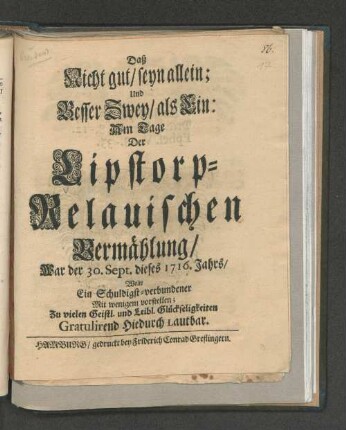 Daß
Nicht gut/ seyn allein;
Und
Besser Zwey/ als Ein:
Am Tage
Der
Lipstorp-
Relauischen
Vermählung/
War der 30. Sept. dieses 1716. Jahrs/
Wolte
Ein Schuldigst-verbundener
Mit wenigem vorstellen;
Zu vielen Geistl. und Leibl. Glückseligkeiten
Gratulirend Hiedurch Lautbar.
HAMBURG/ gedruckt bey Friderich Conrad Greflingern.